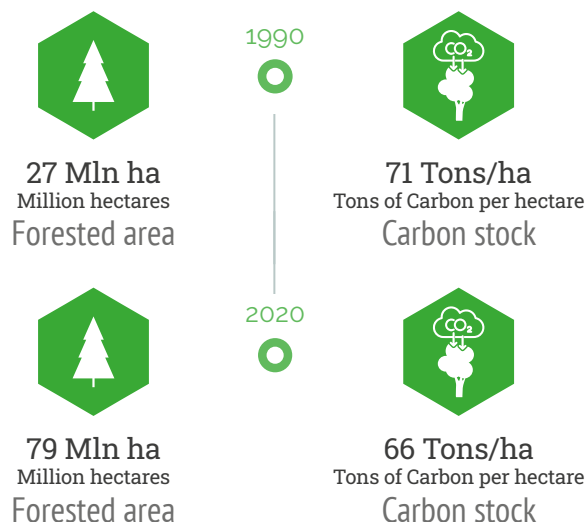 1990
27 Mln ha
Million hectares
Forested area
CO2
71 Tons/ha
Tons of Carbon per hectare
Carbon stock
2020
79 Mln ha
Million hectares
Forested area
CO2
66 Tons/ha
Tons of Carbon per hectare
Carbon stock